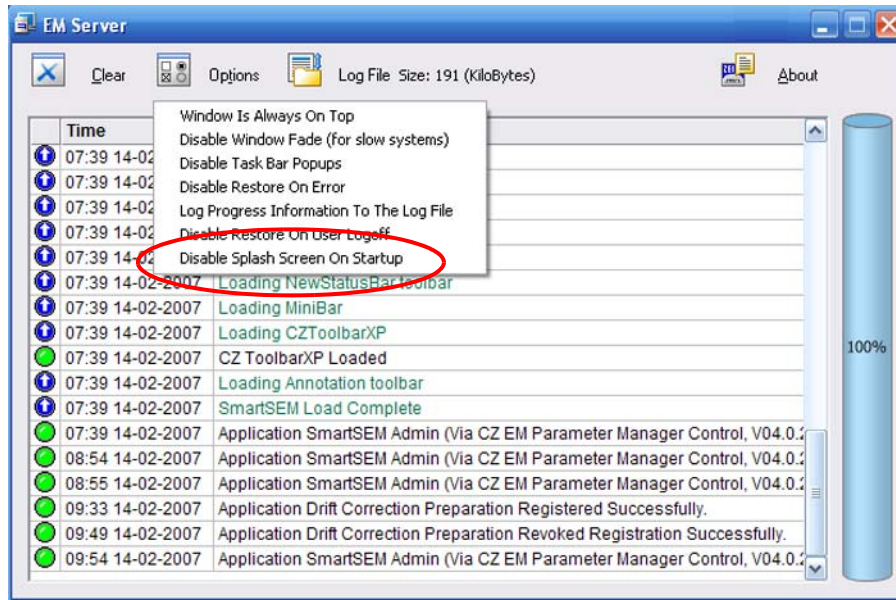 EM Server
Clear Options Log File Size: 191 (KiloBytes) About
Window Is Always On Top
Disable Window Fade (for slow systems)
Disable Task Bar Popups
Disable Restore On Error
Log Progress Information To The Log File
Disable Restore On User Logoff
Disable Splash Screen On Startup
Time
07:39 14-02
07:39 14-02
07:39 14-02
07:39 14-02
07:39 14-02
07:39 14-02-2007 Loading NewStatusBar toolbar
07:39 14-02-2007 Loading MiniBar
07:39 14-02-2007 Loading CZToolbarXP
07:39 14-02-2007 CZ ToolbarXP Loaded
07:39 14-02-2007 Loading Annotation toolbar
07:39 14-02-2007 SmartSEM Load Complete
07:39 14-02-2007 Application SmartSEM Admin (Via CZ EM Parameter Manager Control, V04.0.2
08:54 14-02-2007 Application SmartSEM Admin (Via CZ EM Parameter Manager Control, V04.0.2
08:55 14-02-2007 Application SmartSEM Admin (Via CZ EM Parameter Manager Control, V04.0.2
09:33 14-02-2007 Application Drift Correction Preparation Registered Successfully.
09:49 14-02-2007 Application Drift Correction Preparation Revoked Registration Successfully.
09:54 14-02-2007 Application SmartSEM Admin (Via CZ EM Parameter Manager Control, V04.0.2
100%